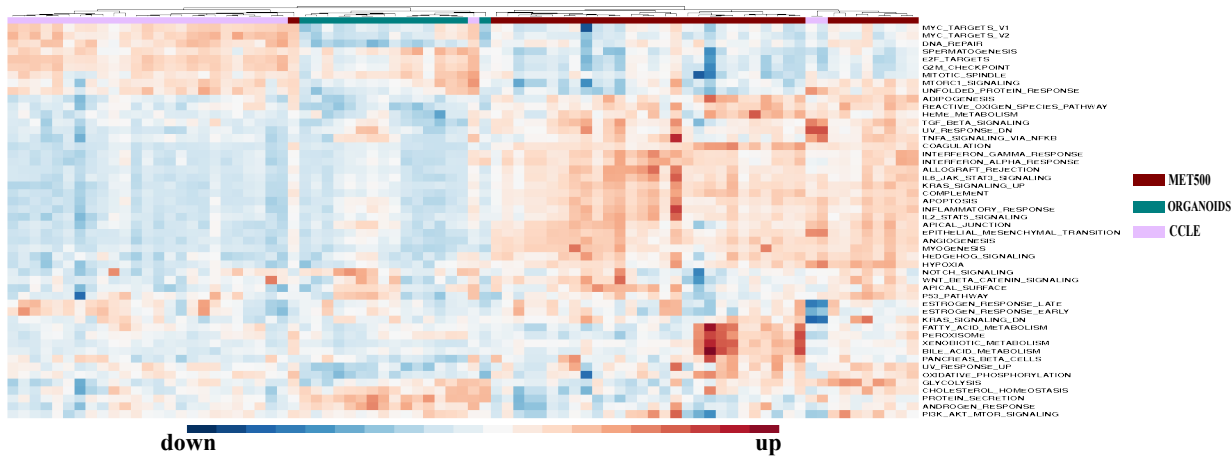 MYC_TARGETS_V1
MYC_TARGETS_V2
DNA_REPAIR
SPERMATOGENESIS
E2F_TARGETS
G2M_CHECKPOINT
MITOTIC_SPINDLE
MTORC1_SIGNALING
UNFOLDED_PROTEIN_RESPONSE
ADIPOGENESIS
REACTIVE_OXIGEN_SPECIES_PATHWAY
HEME_METABOLISM
TGF_BETA_SIGNALING
UV_RESPONSE_DN
TNFA_SIGNALING_VIA_NFKB
COAGULATION
INTERFERON_GAMMA_RESPONSE
INTERFERON_ALPHA_RESPONSE
ALLOGRAFT_REJECTION
IL6_JAK_STAT3_SIGNALING
KRAS_SIGNALING_UP
COMPLEMENT
APOPTOSIS
INFLAMMATORY_RESPONSE
IL2_STAT5_SIGNALING
APICAL_JUNCTION
EPITHELIAL_MESENCHYMAL_TRANSITION
ANGIOGENESIS
MYOGENESIS
HEDGEHOG_SIGNALING
HYPOXIA
NOTCH_SIGNALING
WNT_BETA_CATENIN_SIGNALING
APICAL_SURFACE
P53_PATHWAY
ESTROGEN_RESPONSE_LATE
ESTROGEN_RESPONSE_EARLY
KRAS_SIGNALING_DN
FATTY_ACID_METABOLISM
PEROXISOME
XENOBIOTIC_METABOLISM
BILE_ACID_METABOLISM
PANCREAS_BETA_CELLS
UV_RESPONSE_UP
OXIDATIVE_PHOSPHORYLATION
GLYCOLYSIS
CHOLESTEROL_HOMEOSTASIS
PROTEIN_SECRETION
ANDROGEN_RESPONSE
PI3K_AKT_MTOR_SIGNALING
MET500
ORGANOIDS
CCLE
down
up